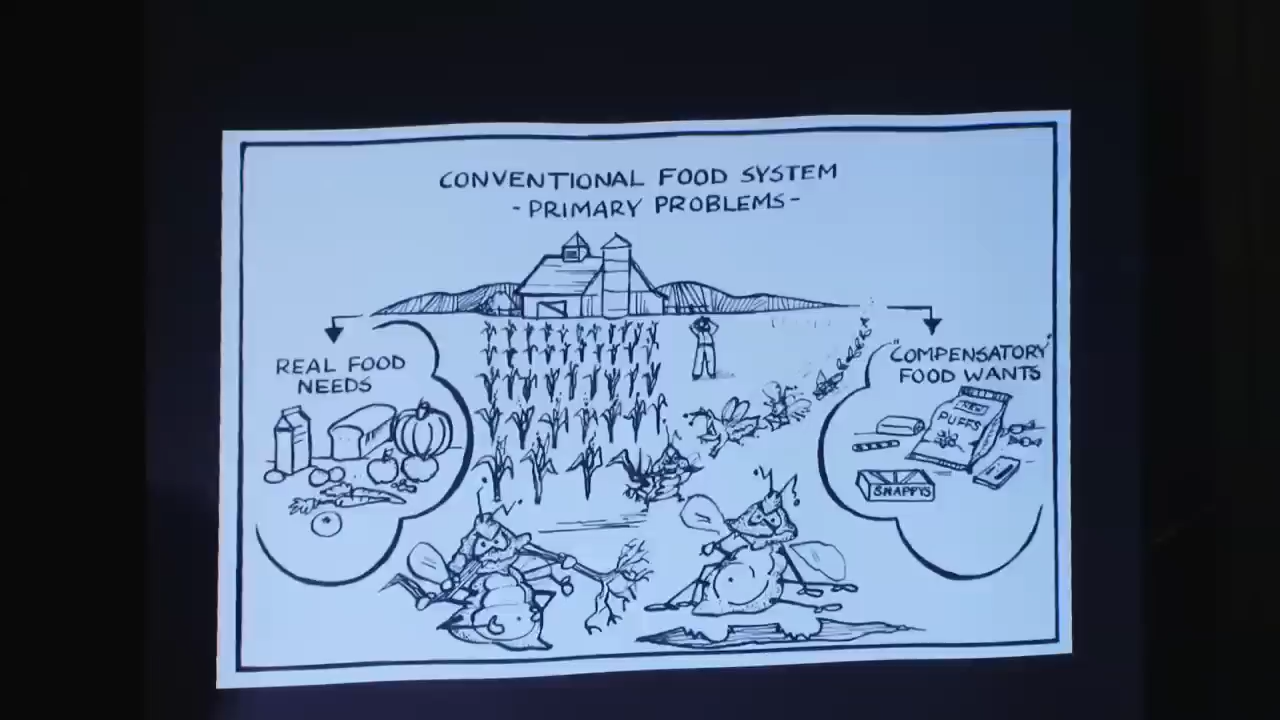 CONVENTIONAL FOOD SYSTEM
- PRIMARY PROBLEMS -
REAL FOOD
NEEDS
"COMPENSATORY"
FOOD WANTS
PUFFS
SNAPPYS